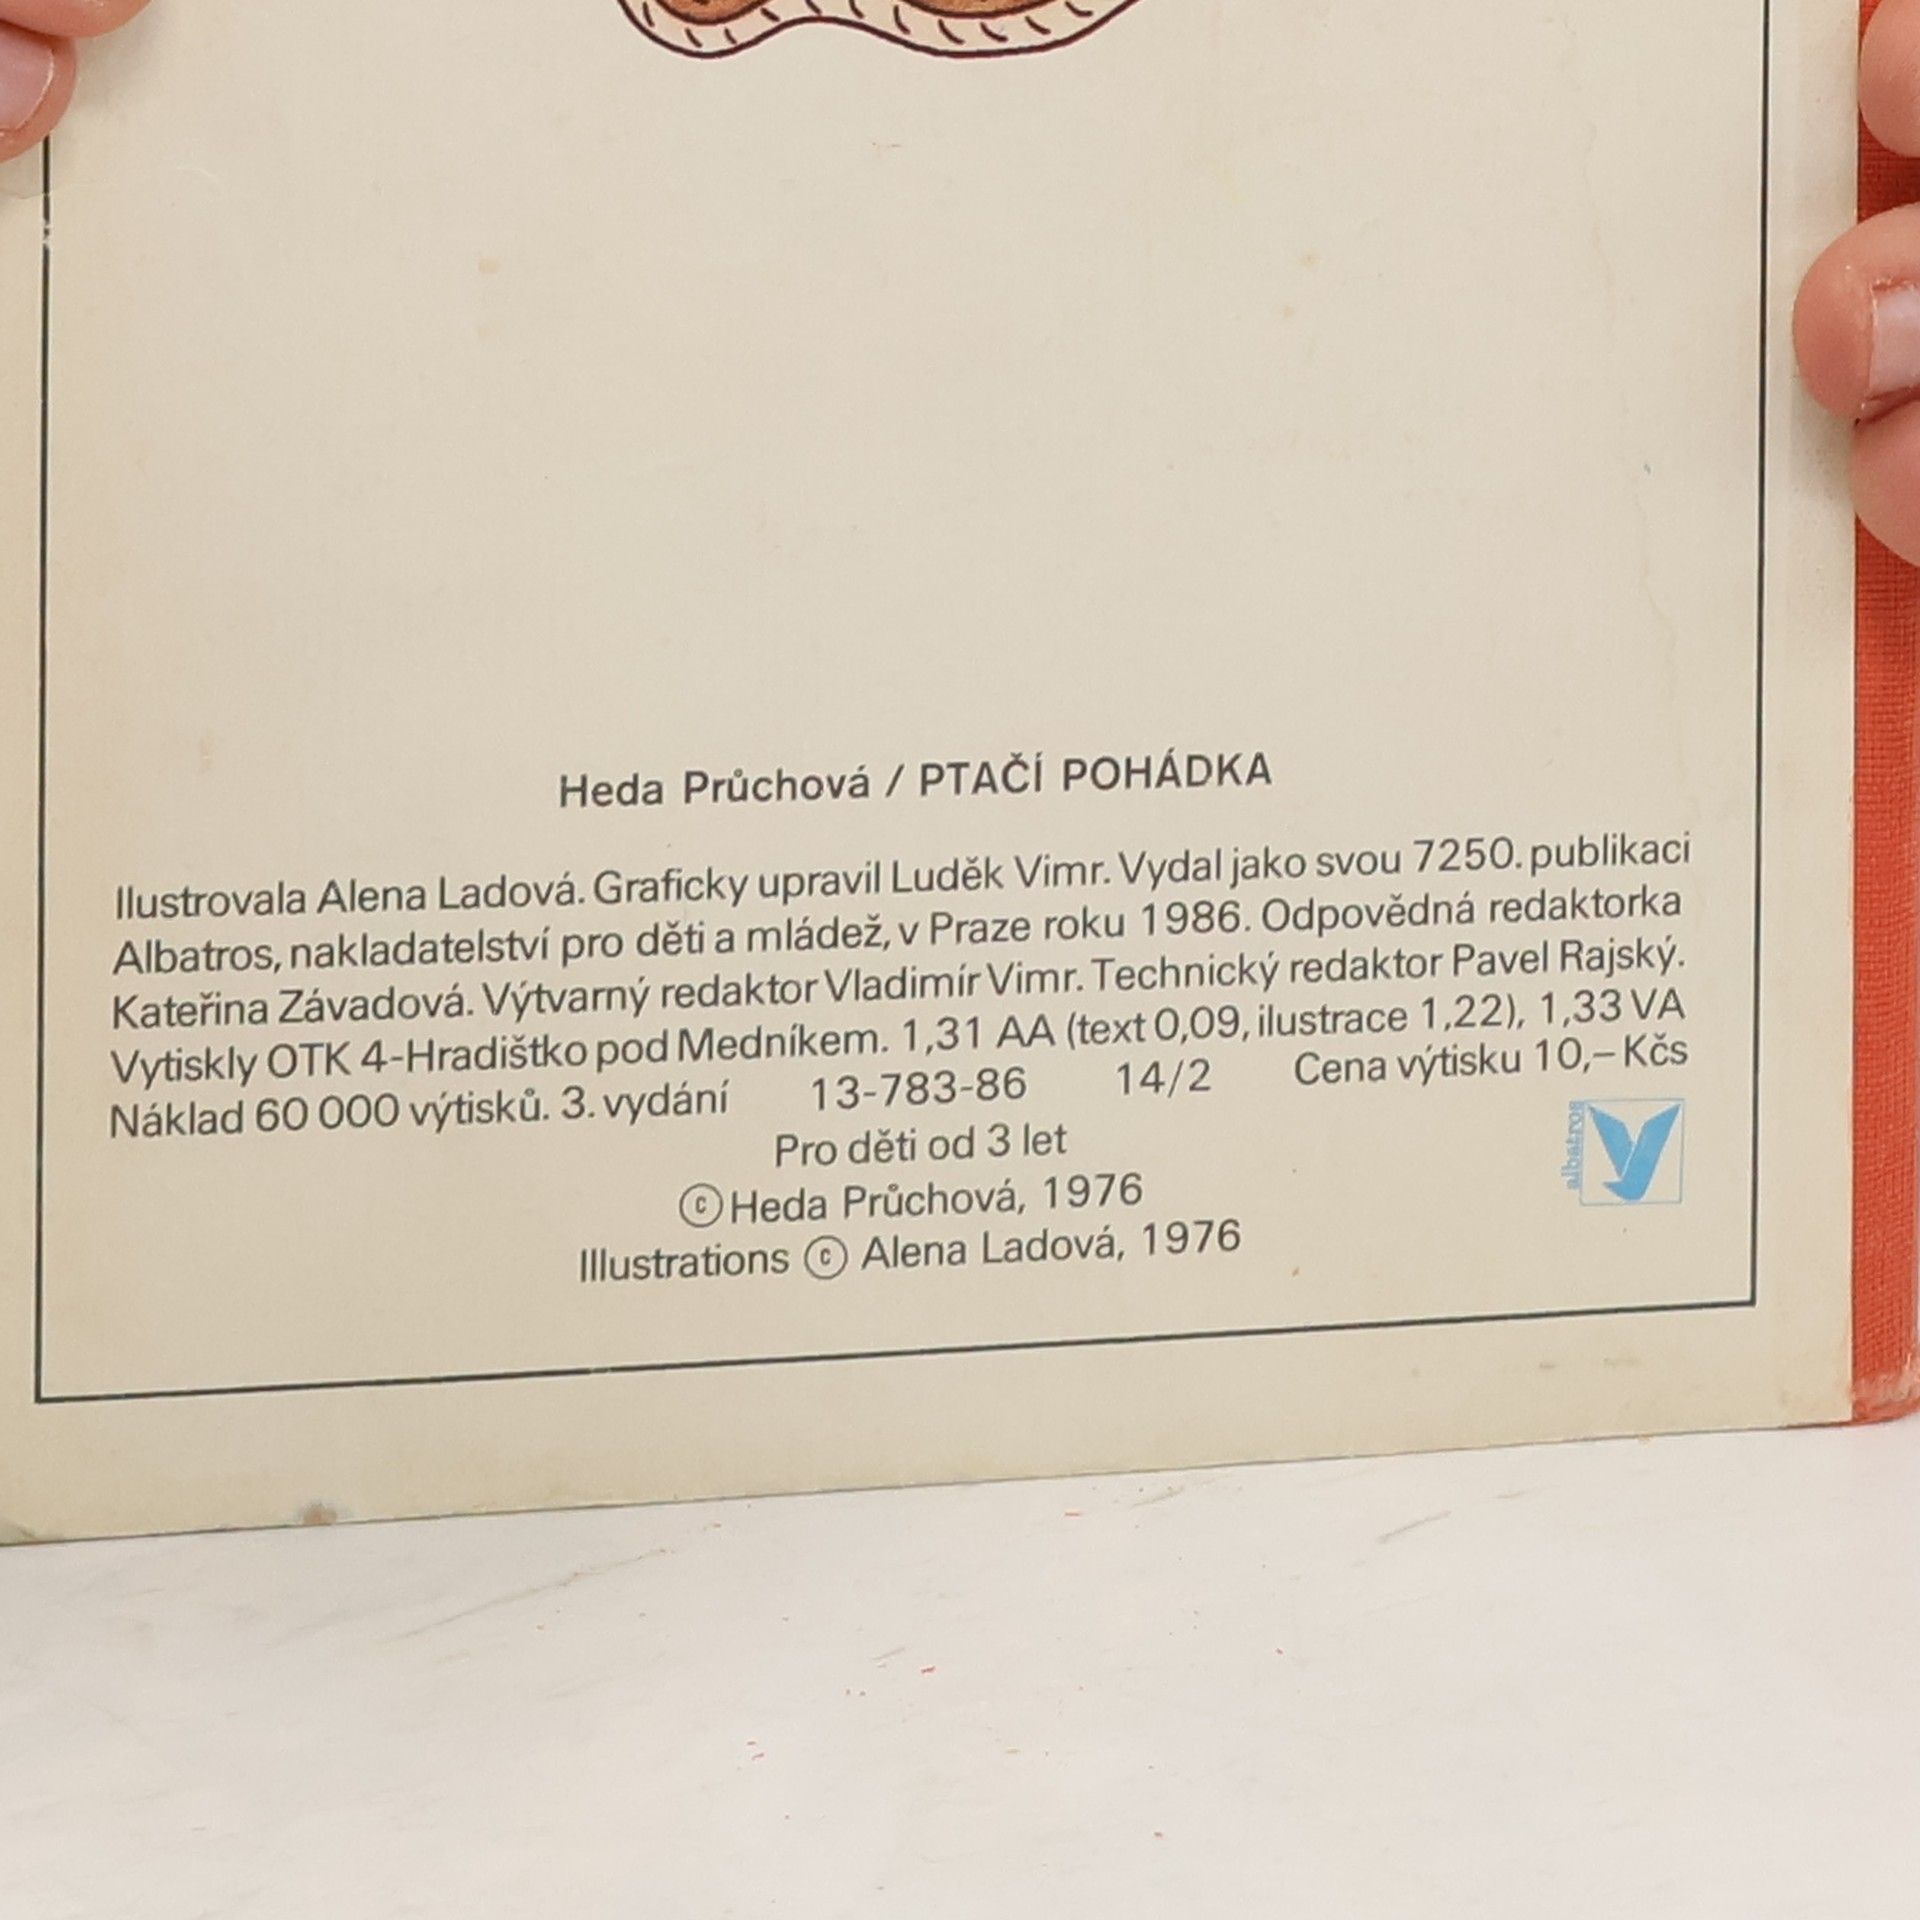 Heda Průchová / PTAČÍ POHÁDKA
Ilustrovala Alena Ladová. Graficky upravil Luděk Vimr. Vydal jako svou 7250. publikaci
Albatros, nakladatelství pro děti a mládež, v Praze roku 1986. Odpovědná redaktorka
Kateřina Závadová. Výtvarný redaktor Vladimír Vimr. Technický redaktor Pavel Rajský.
Vytiskly OTK 4-Hradištko pod Medníkem. 1,31 AA (text 0,09, ilustrace 1,22), 1,33 VA
Náklad 60 000 výtisků. 3. vydání 13-783-86 14/2 Cena výtisku 10,– Kčs
Pro děti od 3 let
© Heda Průchová, 1976
Illustrations © Alena Ladová, 1976
albatros